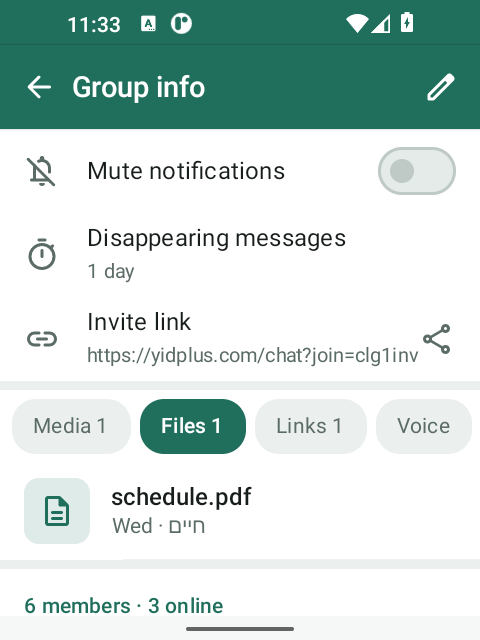 11:33
Group info
Mute notifications
Disappearing messages
1 day
Invite link
https://yidplus.com/chat?join=clg1inv
Media 1
Files 1
Links 1
Voice
schedule.pdf
Wed · חיים
6 members · 3 online